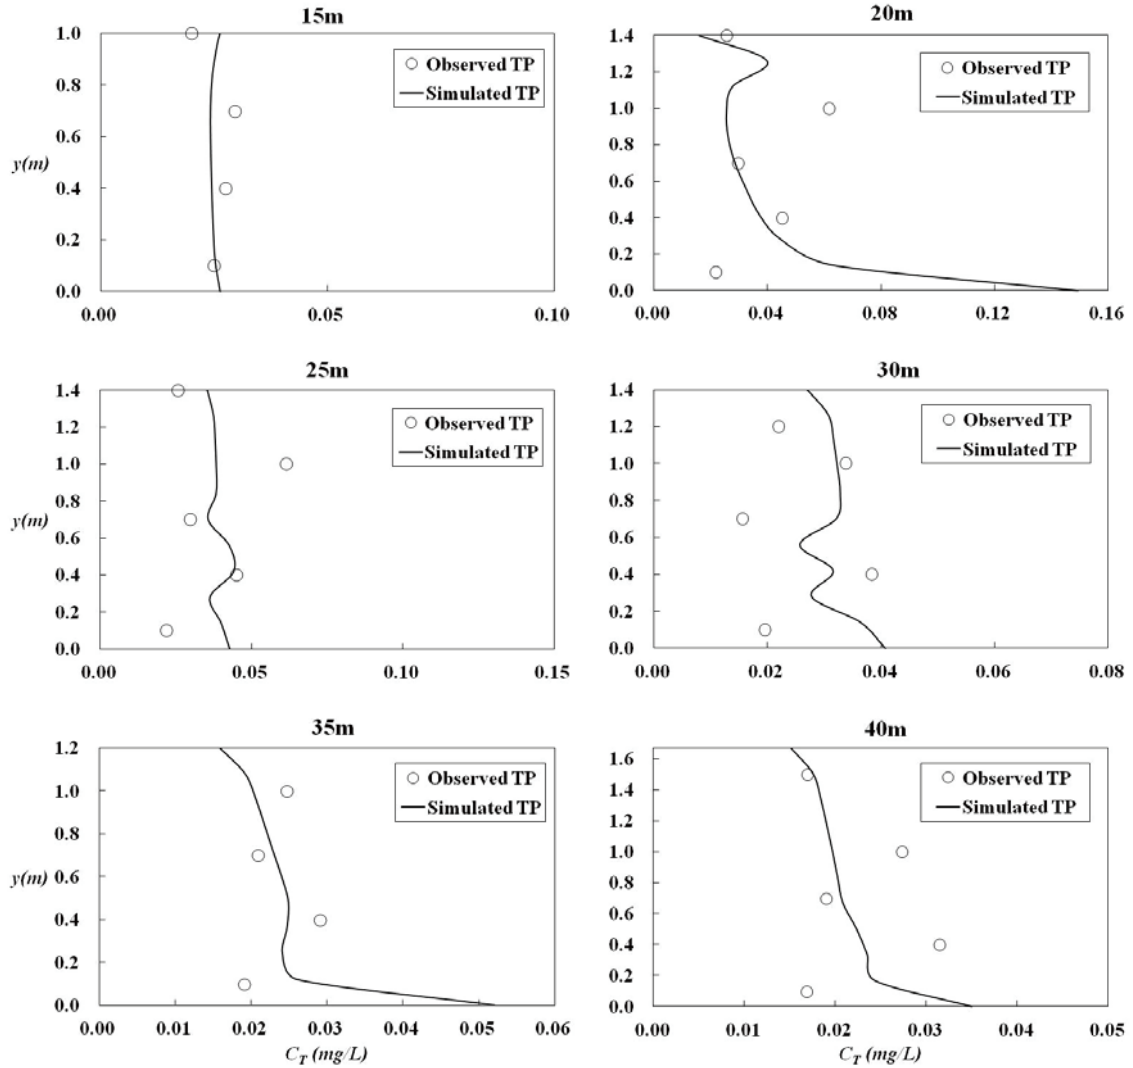 15m
1.0
0.8
0.6
0.4
0.2
0.0
y(m)
0.00 0.05 0.10
Observed TP
Simulated TP
20m
1.4
1.2
1.0
0.8
0.6
0.4
0.2
0.0
0.00 0.04 0.08 0.12 0.16
Observed TP
Simulated TP
25m
1.4
1.2
1.0
0.8
0.6
0.4
0.2
0.0
y(m)
0.00 0.05 0.10 0.15
Observed TP
Simulated TP
30m
1.4
1.2
1.0
0.8
0.6
0.4
0.2
0.0
0.00 0.02 0.04 0.06 0.08
Observed TP
Simulated TP
35m
1.2
1.0
0.8
0.6
0.4
0.2
0.0
y(m)
0.00 0.01 0.02 0.03 0.04 0.05 0.06
C_T (mg/L)
Observed TP
Simulated TP
40m
1.6
1.4
1.2
1.0
0.8
0.6
0.4
0.2
0.0
0.00 0.01 0.02 0.03 0.04 0.05
C_T (mg/L)
Observed TP
Simulated TP